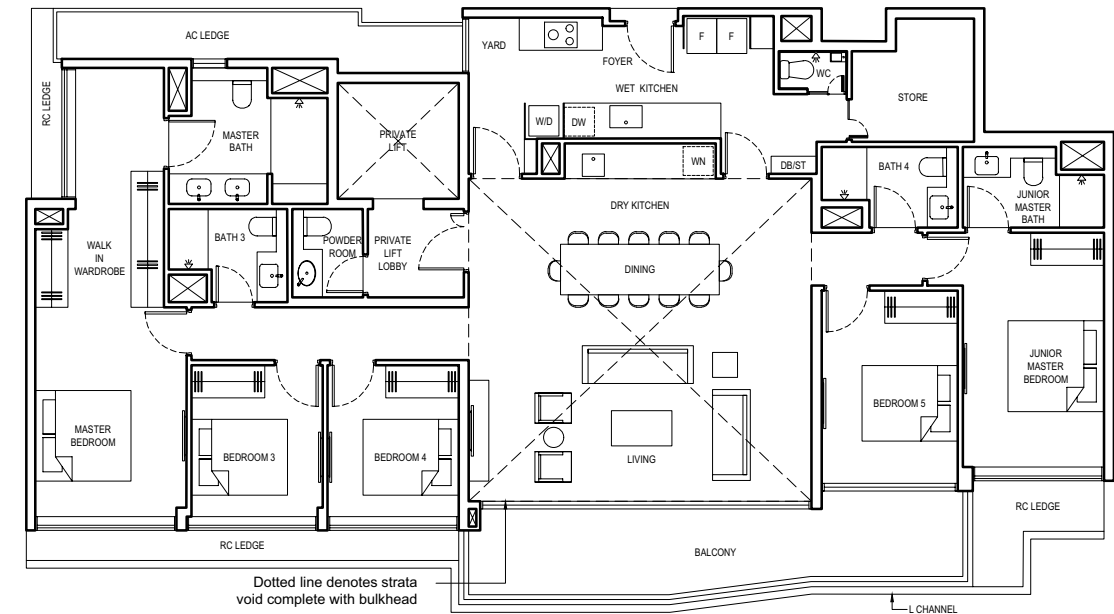 AC LEDGE
YARD
FOYER
F
F
WC
RC LEDGE
WET KITCHEN
STORE
W/D
DW
MASTER
BATH
PRIVATE
LIFT
WN
DB/ST
BATH 4
JUNIOR
MASTER
BATH
DRY KITCHEN
WALK
IN
WARDROBE
BATH 3
POWDER
ROOM
PRIVATE
LIFT
LOBBY
DINING
JUNIOR
MASTER
BEDROOM
MASTER
BEDROOM
BEDROOM 3
BEDROOM 4
LIVING
BEDROOM 5
RC LEDGE
BALCONY
RC LEDGE
Dotted line denotes strata
void complete with bulkhead
L CHANNEL